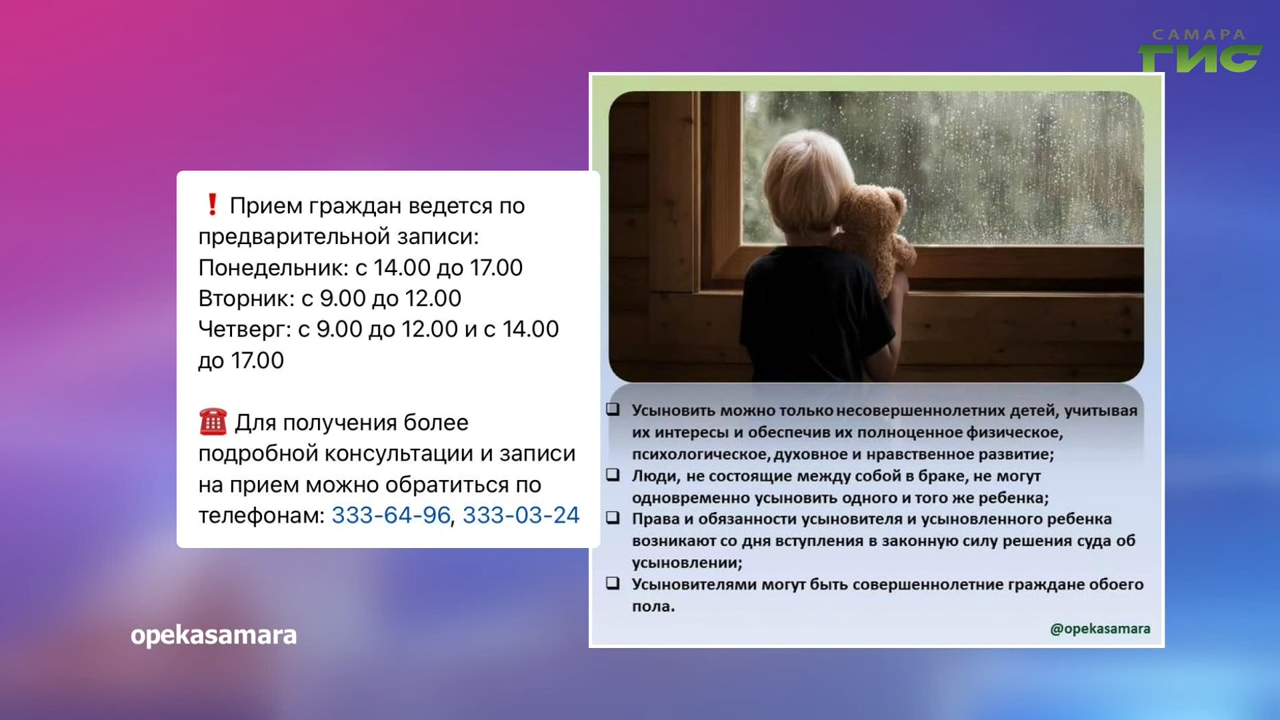 САМАРА
ГИС
❗ Прием граждан ведется по
предварительной записи:
Понедельник: с 14.00 до 17.00
Вторник: с 9.00 до 12.00
Четверг: с 9.00 до 12.00 и с 14.00
до 17.00
☎️ Для получения более
подробной консультации и записи
на прием можно обратиться по
телефонам: 333-64-96, 333-03-24
❑ Усыновить можно только несовершеннолетних детей, учитывая
их интересы и обеспечив их полноценное физическое,
психологическое, духовное и нравственное развитие;
❑ Люди, не состоящие между собой в браке, не могут
одновременно усыновить одного и того же ребенка;
❑ Права и обязанности усыновителя и усыновленного ребенка
возникают со дня вступления в законную силу решения суда об
усыновлении;
❑ Усыновителями могут быть совершеннолетние граждане обоего
пола.
@opekasamara
opekasamara